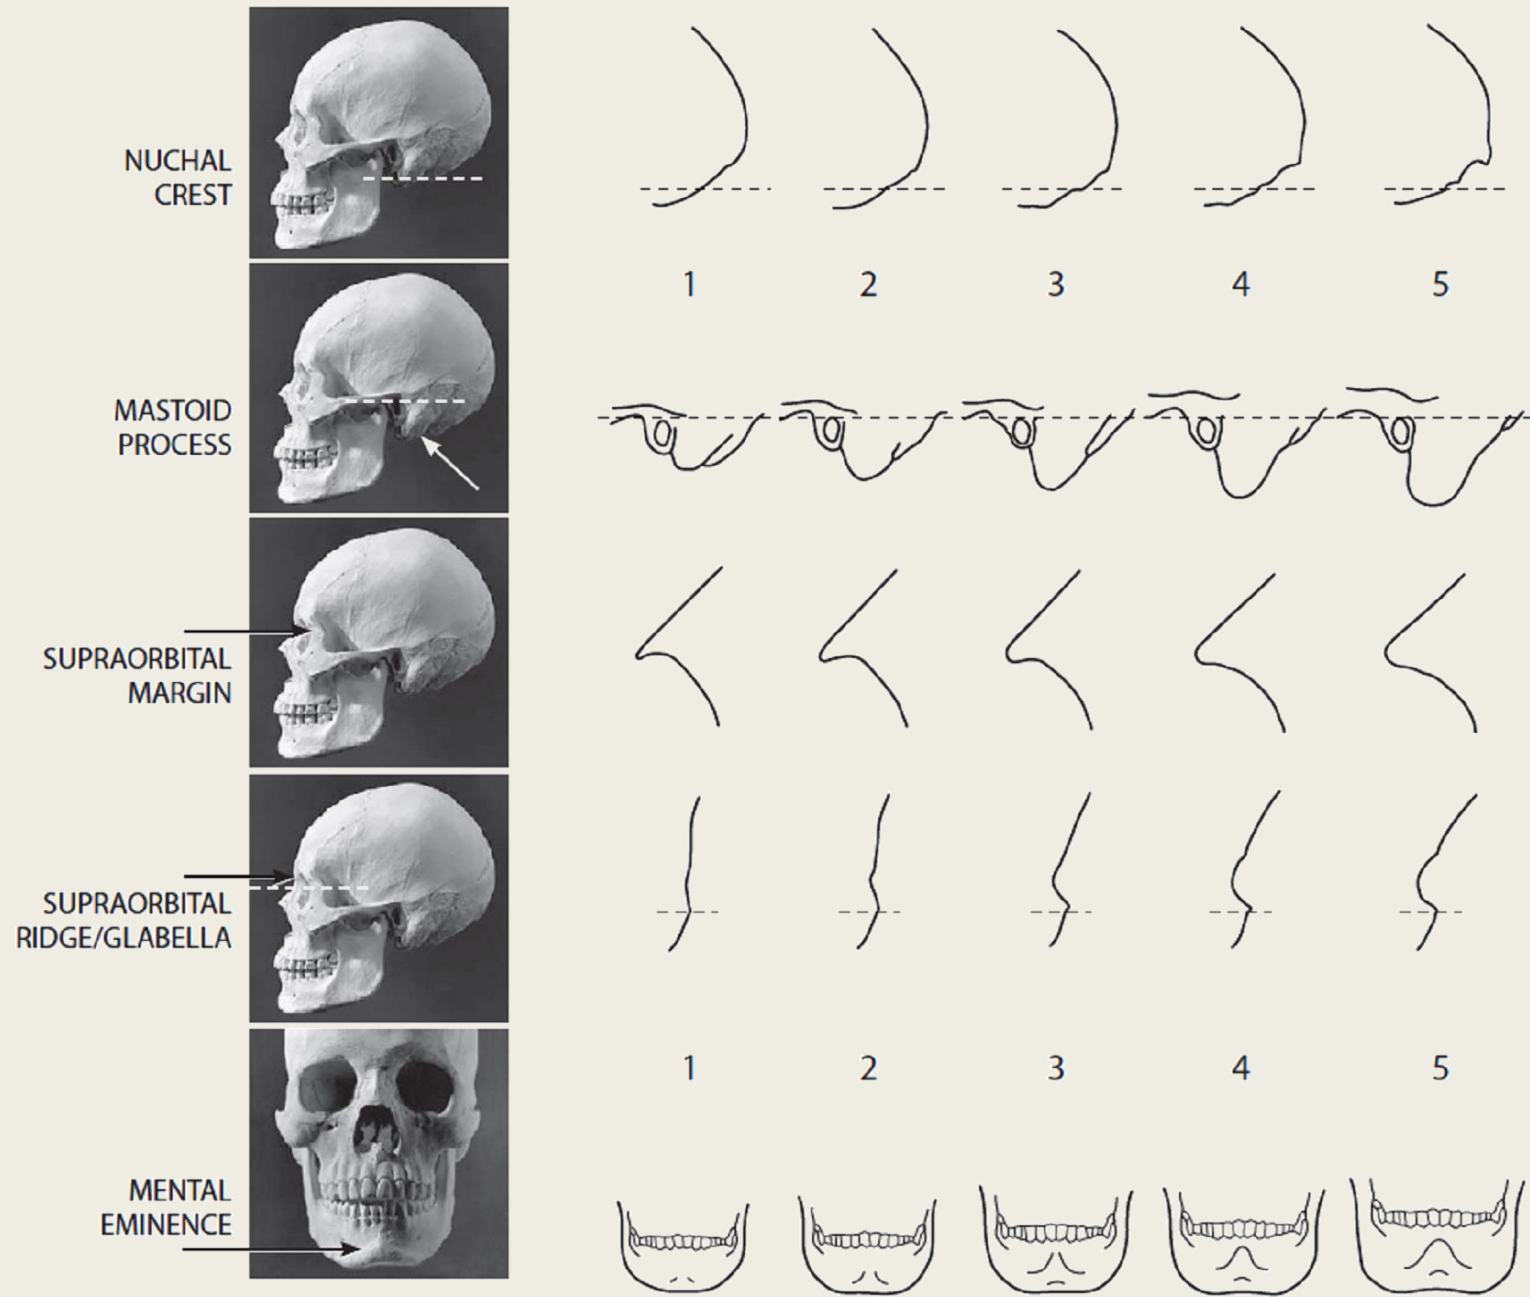 NUCHAL
CREST
1 2 3 4 5
MASTOID
PROCESS
SUPRAORBITAL
MARGIN
SUPRAORBITAL
RIDGE/GLABELLA
1 2 3 4 5
MENTAL
EMINENCE